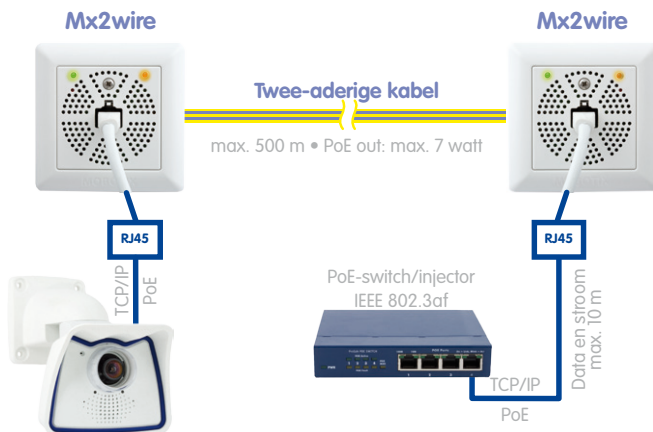 Mx2wire
Mx2wire
Twee-aderige kabel
max. 500 m • PoE out: max. 7 watt
RJ45
RJ45
TCP/IP
PoE
PoE-switch/injector
IEEE 802.3af
Data en stroom
max. 10 m
TCP/IP
PoE